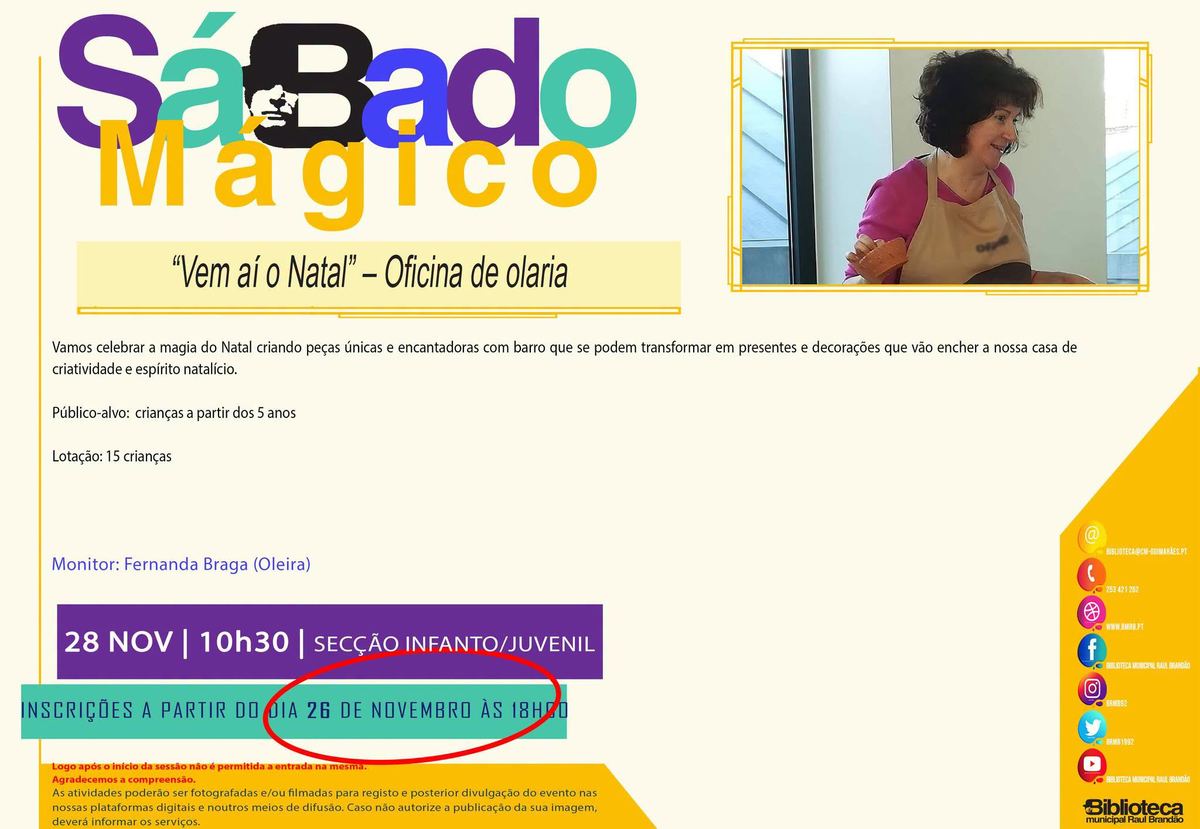 SáBado
Mágico
“Vem aí o Natal” – Oficina de olaria
Vamos celebrar a magia do Natal criando peças únicas e encantadoras com barro que se podem transformar em presentes e decorações que vão encher a nossa casa de
criatividade e espírito natalício.
Público-alvo: crianças a partir dos 5 anos
Lotação: 15 crianças
Monitor: Fernanda Braga (Oleira)
28 NOV | 10h30 | SECÇÃO INFANTO/JUVENIL
INSCRIÇÕES A PARTIR DO DIA 26 DE NOVEMBRO ÀS 18H00
Logo após o início da sessão não é permitida a entrada na mesma.
Agradecemos a compreensão.
As atividades poderão ser fotografadas e/ou filmadas para registo e posterior divulgação do evento nas
nossas plataformas digitais e noutros meios de difusão. Caso não autorize a publicação da sua imagem,
deverá informar os serviços.
BIBLIOTECA@CM-GUIMARÃES.PT
253 421 262
WWW.BMRB.PT
BIBLIOTECA MUNICIPAL RAUL BRANDÃO
BRMB92
BRMB1992
BIBLIOTECA MUNICIPAL RAUL BRANDÃO
Biblioteca
municipal Raul Brandão